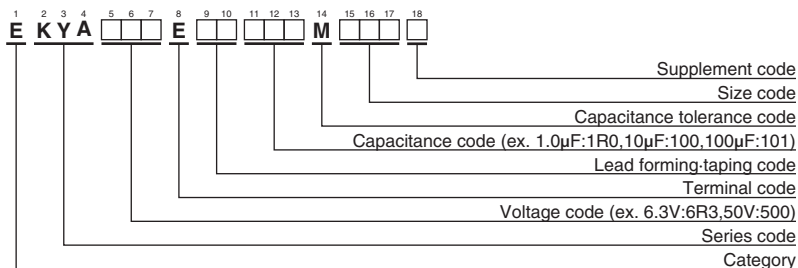 1 2 3 4 5 6 7 8 9 10 11 12 13 14 15 16 17 18
E K Y A □□□ E □□ □□□ M □□□ □
Supplement code
Size code
Capacitance tolerance code
Capacitance code (ex. 1.0μF:1R0,10μF:100,100μF:101)
Lead forming·taping code
Terminal code
Voltage code (ex. 6.3V:6R3,50V:500)
Series code
Category